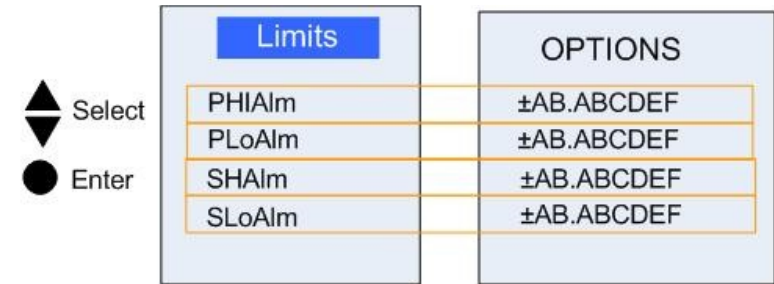 Limits
OPTIONS
Select
Enter
PHIAlm ±AB.ABCDEF
PLoAlm ±AB.ABCDEF
SHAlm ±AB.ABCDEF
SLoAlm ±AB.ABCDEF